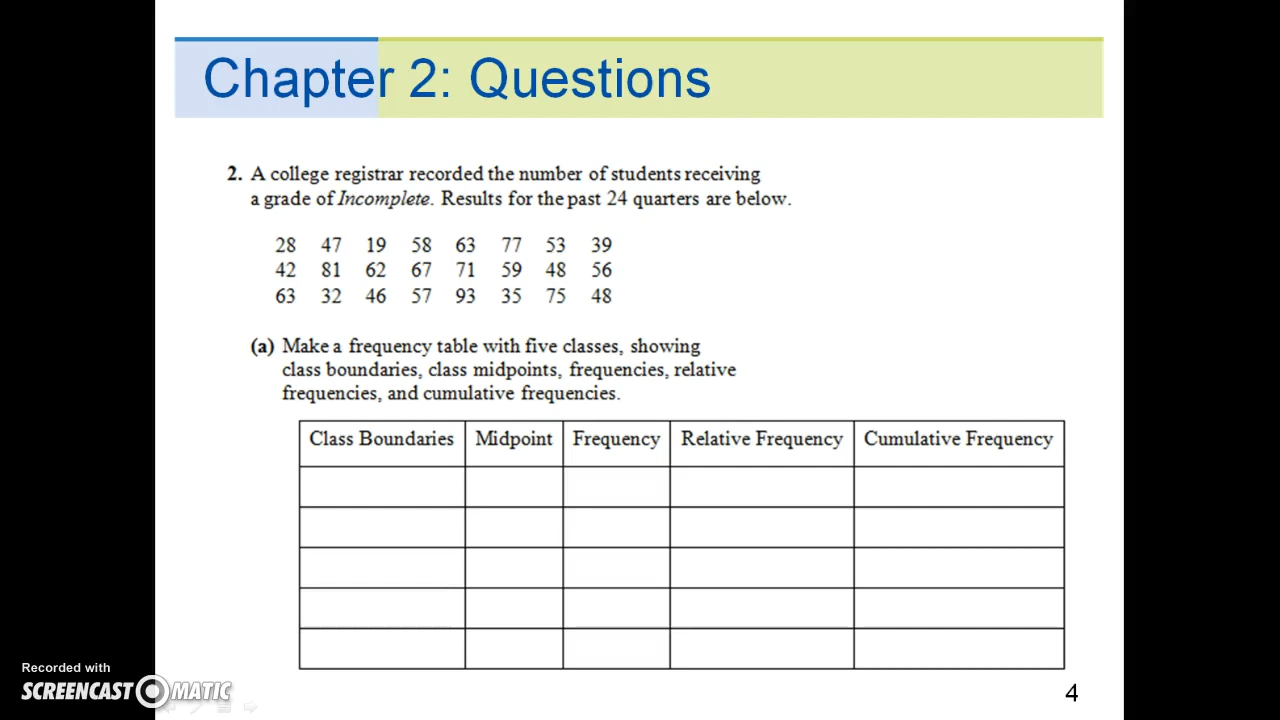 Chapter 2: Questions
2. A college registrar recorded the number of students receiving
a grade of Incomplete. Results for the past 24 quarters are below.
28 47 19 58 63 77 53 39
42 81 62 67 71 59 48 56
63 32 46 57 93 35 75 48
(a) Make a frequency table with five classes, showing
class boundaries, class midpoints, frequencies, relative
frequencies, and cumulative frequencies.
Class Boundaries Midpoint Frequency Relative Frequency Cumulative Frequency
Recorded with
SCREENCAST MATIC
4